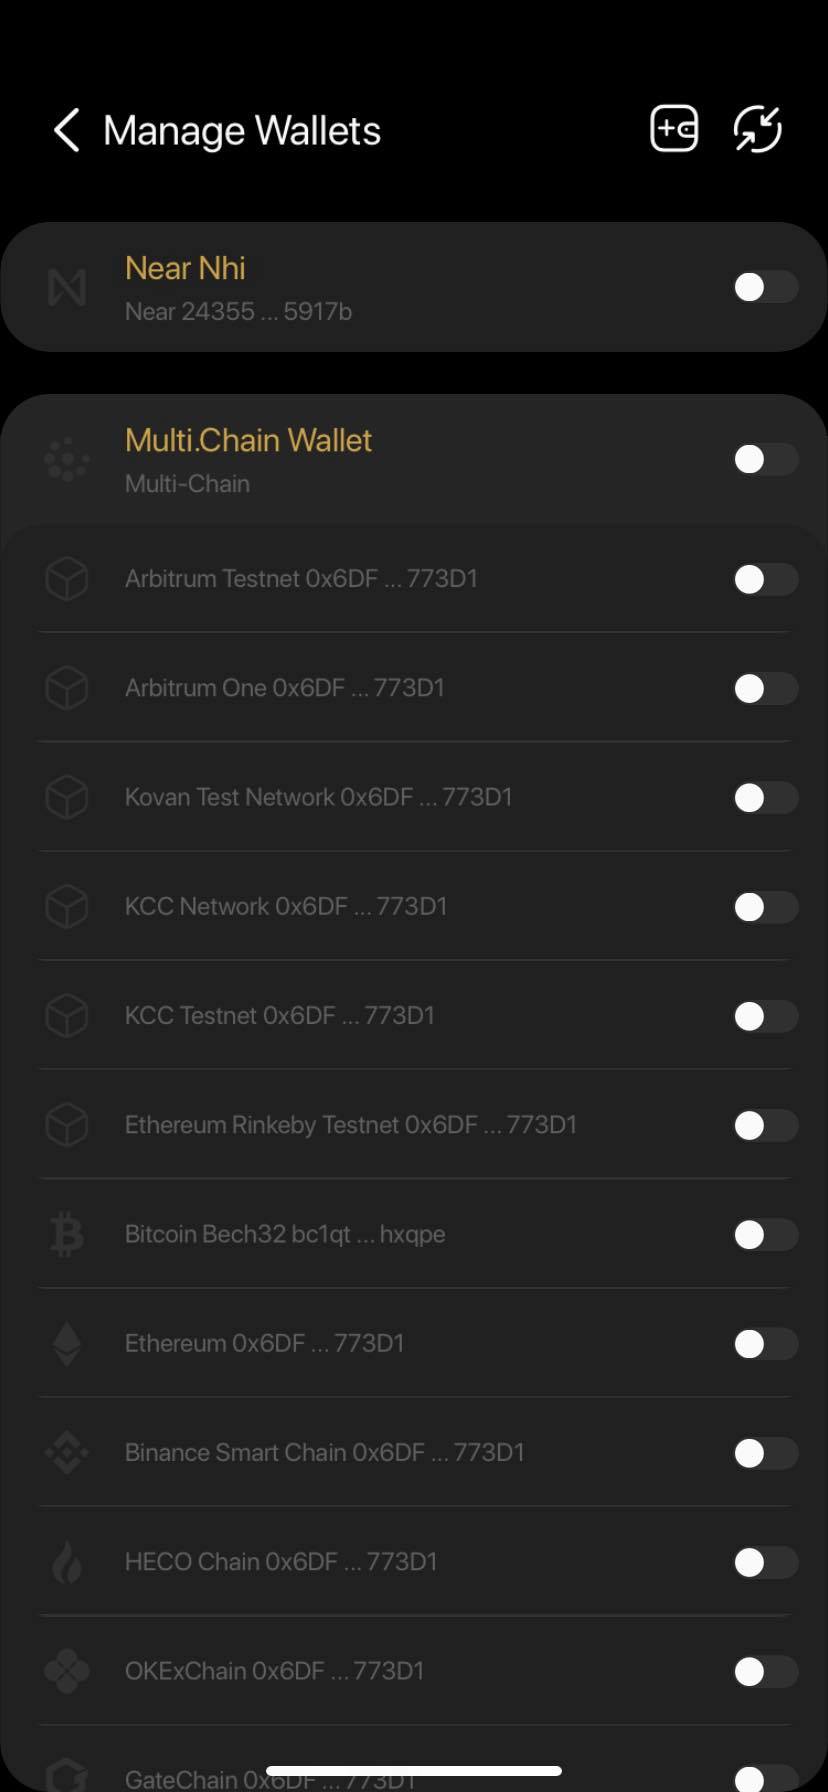 Manage Wallets
Near Nhi
Near 24355 ... 5917b
Multi.Chain Wallet
Multi-Chain
Arbitrum Testnet 0x6DF ... 773D1
Arbitrum One 0x6DF ... 773D1
Kovan Test Network 0x6DF ... 773D1
KCC Network 0x6DF ... 773D1
KCC Testnet 0x6DF ... 773D1
Ethereum Rinkeby Testnet 0x6DF ... 773D1
Bitcoin Bech32 bc1qt ... hxqpe
Ethereum 0x6DF ... 773D1
Binance Smart Chain 0x6DF ... 773D1
HECO Chain 0x6DF ... 773D1
OKExChain 0x6DF ... 773D1
GateChain 0x6DF ... 773D1